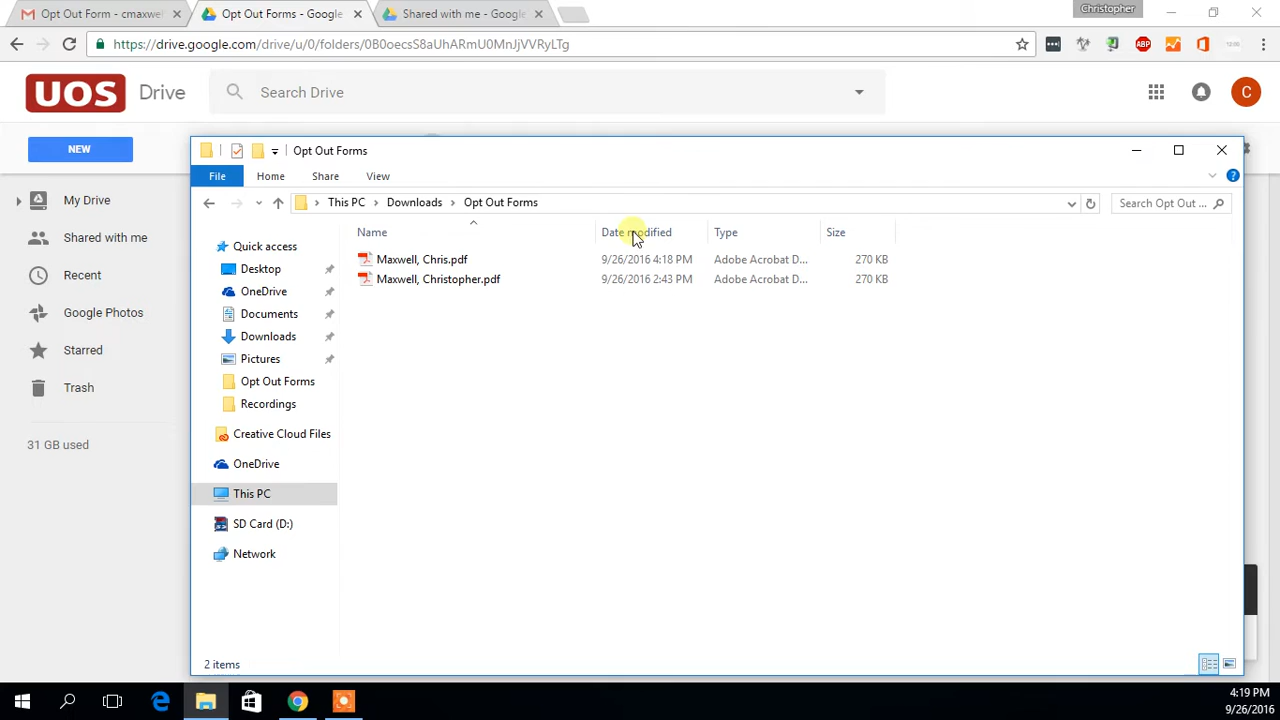 Opt Out Form - cmaxwe
Opt Out Forms - Google
Shared with me - Google
Christopher
https://drive.google.com/drive/u/0/folders/0B0becsS8aUhARmU0MnJjVVRyLTg
ABP
UOS Drive
Search Drive
C
NEW
My Drive
Shared with me
Recent
Google Photos
Starred
Trash
31 GB used
Opt Out Forms
File Home Share View
This PC Downloads Opt Out Forms
Search Opt Out ...
Name Date modified Type Size
Maxwell, Chris.pdf 9/26/2016 4:18 PM Adobe Acrobat D... 270 KB
Maxwell, Christopher.pdf 9/26/2016 2:43 PM Adobe Acrobat D... 270 KB
Quick access
Desktop
OneDrive
Documents
Downloads
Pictures
Opt Out Forms
Recordings
Creative Cloud Files
OneDrive
This PC
SD Card (D:)
Network
2 items
4:19 PM
9/26/2016